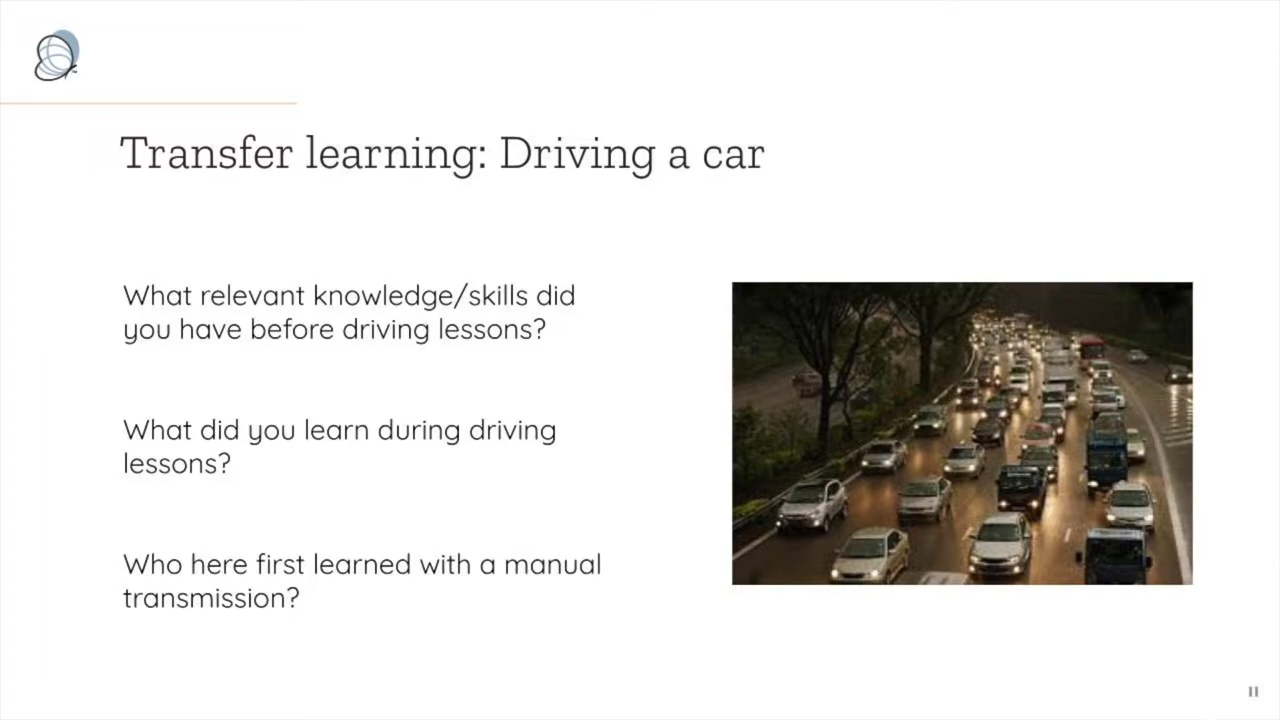 Transfer learning: Driving a car
What relevant knowledge/skills did
you have before driving lessons?
What did you learn during driving
lessons?
Who here first learned with a manual
transmission?
11